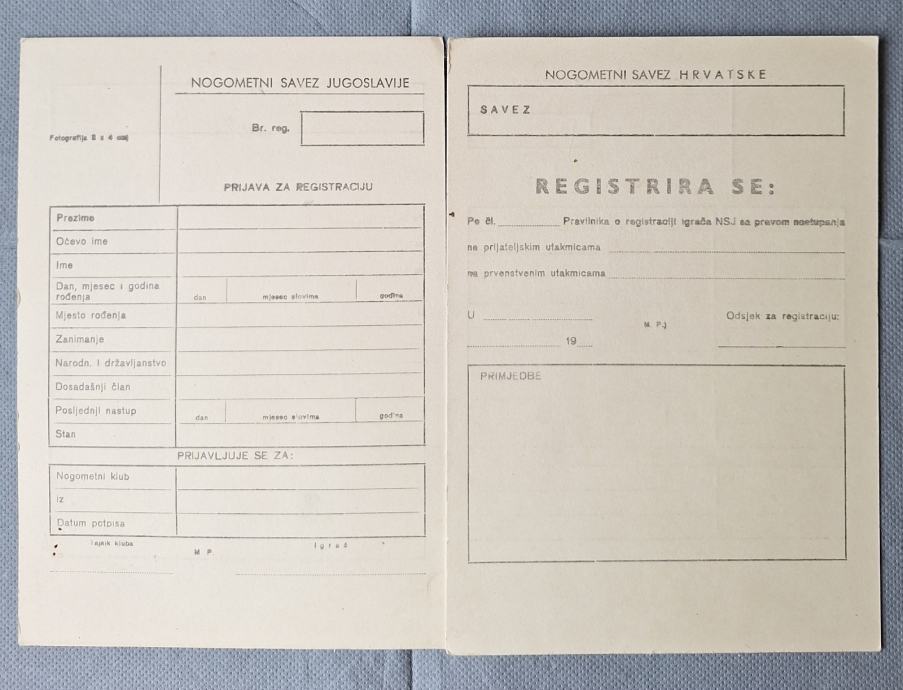 NOGOMETNI SAVEZ JUGOSLAVIJE
Br. reg.
Fotografija
PRIJAVA ZA REGISTRACIJU
Prezime
Očevo ime
Ime
Dan, mjesec i godina
rođenja
dan mjesec slovima godina
Mjesto rođenja
Zanimanje
Narodn. i državljanstvo
Dosadašnji član
Posljednji nastup
dan mjesec slovima godina
Stan
PRIJAVLJUJE SE ZA:
Nogometni klub
iz
Datum potpisa
Tajnik kluba
M P.
Igrač
NOGOMETNI SAVEZ HRVATSKE
SAVEZ
REGISTRIRA SE:
Po čl. Pravilnika o registraciji igrača NSJ sa pravom nastupanja
na prijateljskim utakmicama
na prvenstvenim utakmicama
U
M. P.
Odsjek za registraciju:
19
PRIMJEDBE